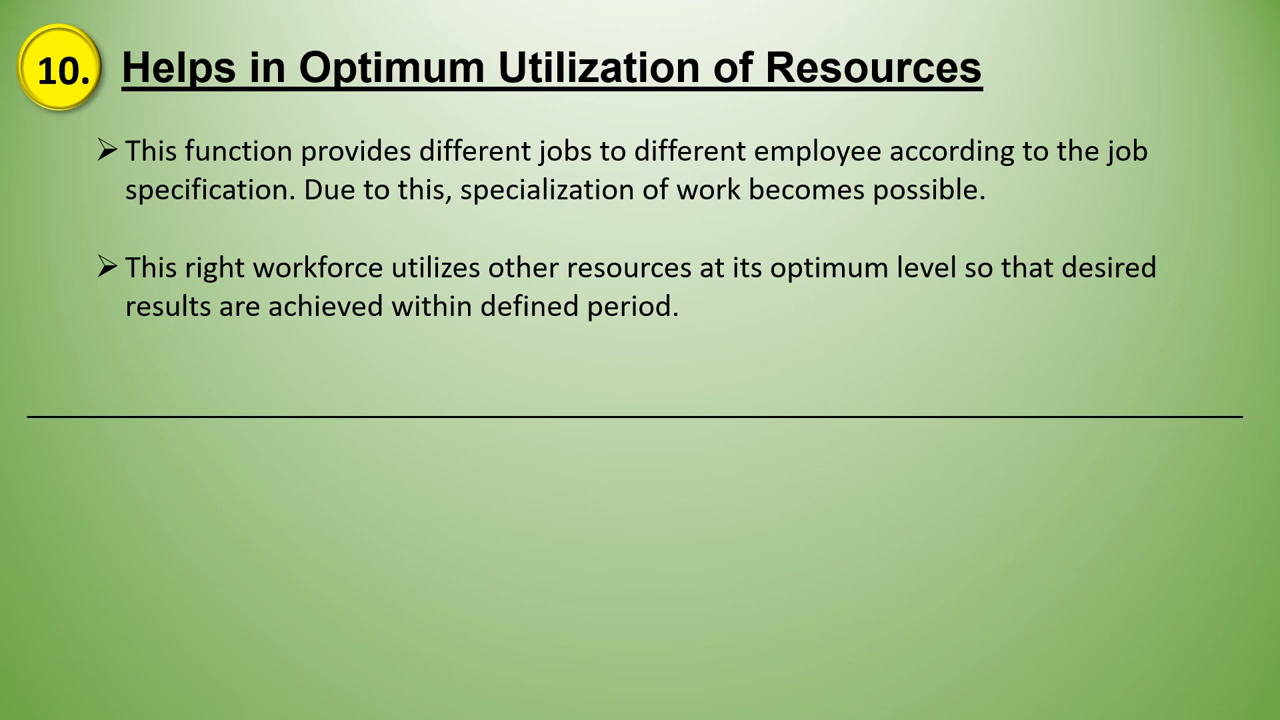 10. Helps in Optimum Utilization of Resources
➢ This function provides different jobs to different employee according to the job
specification. Due to this, specialization of work becomes possible.
➢ This right workforce utilizes other resources at its optimum level so that desired
results are achieved within defined period.